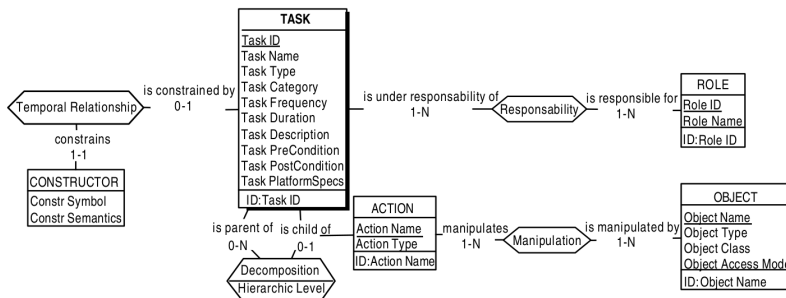 TASK
Task ID
Task Name
Task Type
Task Category
Task Frequency
Task Duration
Task Description
Task PreCondition
Task PostCondition
Task PlatformSpecs
ID:Task ID
is constrained by
0-1
Temporal Relationship
constrains
1-1
CONSTRUCTOR
Constr Symbol
Constr Semantics
is under responsability of
1-N
Responsability
is responsible for
1-N
ROLE
Role ID
Role Name
ID:Role ID
is parent of
0-N
is child of
0-1
Decomposition
Hierarchic Level
ACTION
Action Name
Action Type
ID:Action Name
manipulates
1-N
Manipulation
is manipulated by
1-N
OBJECT
Object Name
Object Type
Object Class
Object Access Mode
ID:Object Name